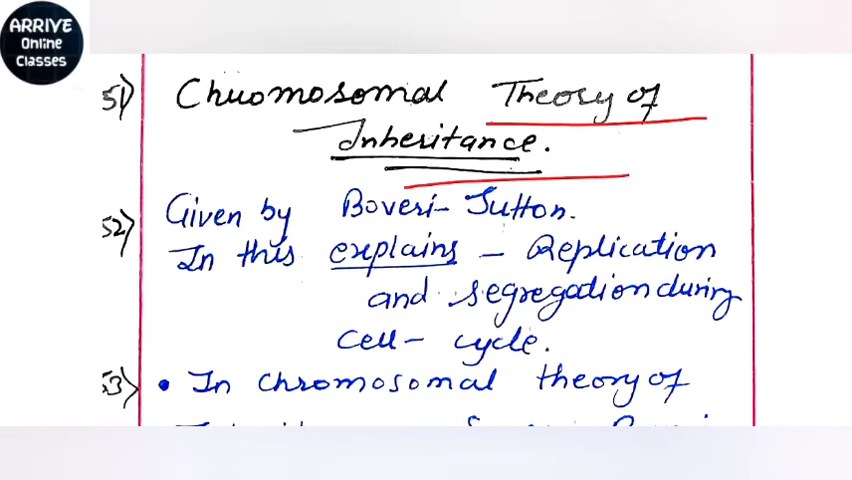 ARRIVE
Online
Classes
51) Chromosomal Theory of
Inheritance.
52) Given by Boveri- Sutton.
In this explains - Replication
and segregation during
Cell- cycle.
53) • In chromosomal theory of